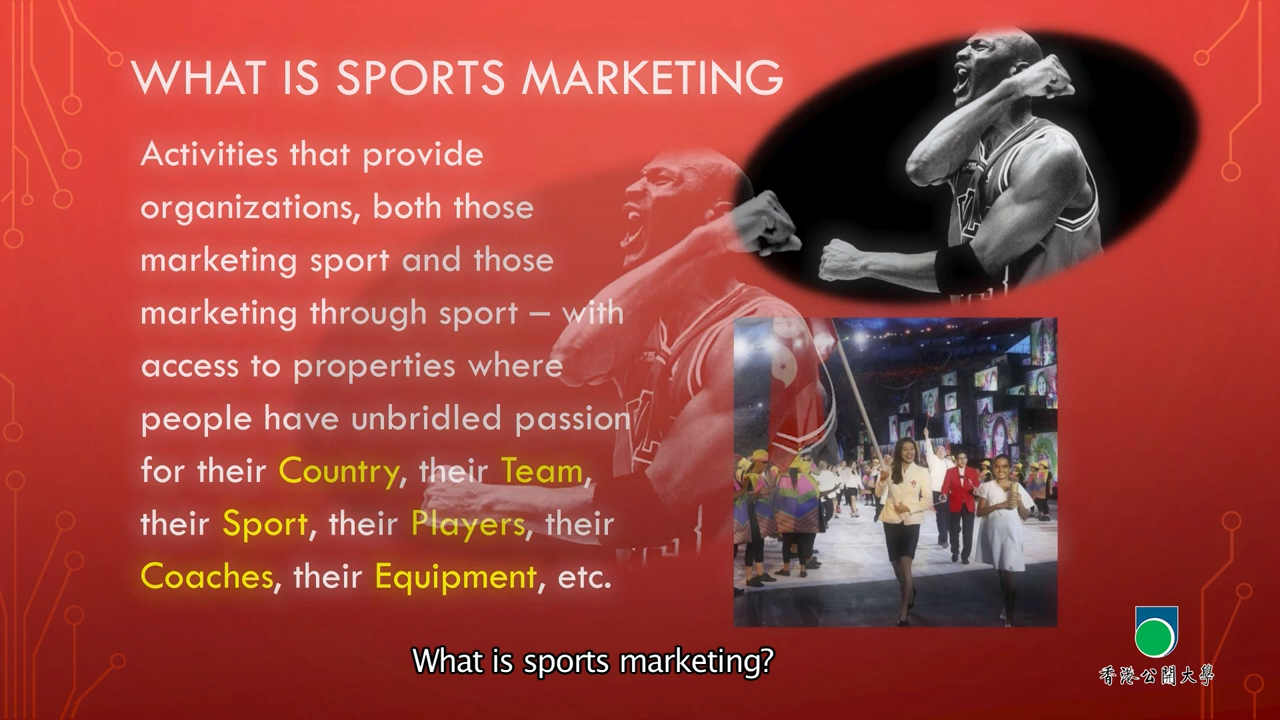 WHAT IS SPORTS MARKETING
Activities that provide
organizations, both those
marketing sport and those
marketing through sport – with
access to properties where
people have unbridled passion
for their Country, their Team,
their Sport, their Players, their
Coaches, their Equipment, etc.
What is sports marketing?
香港公開大學